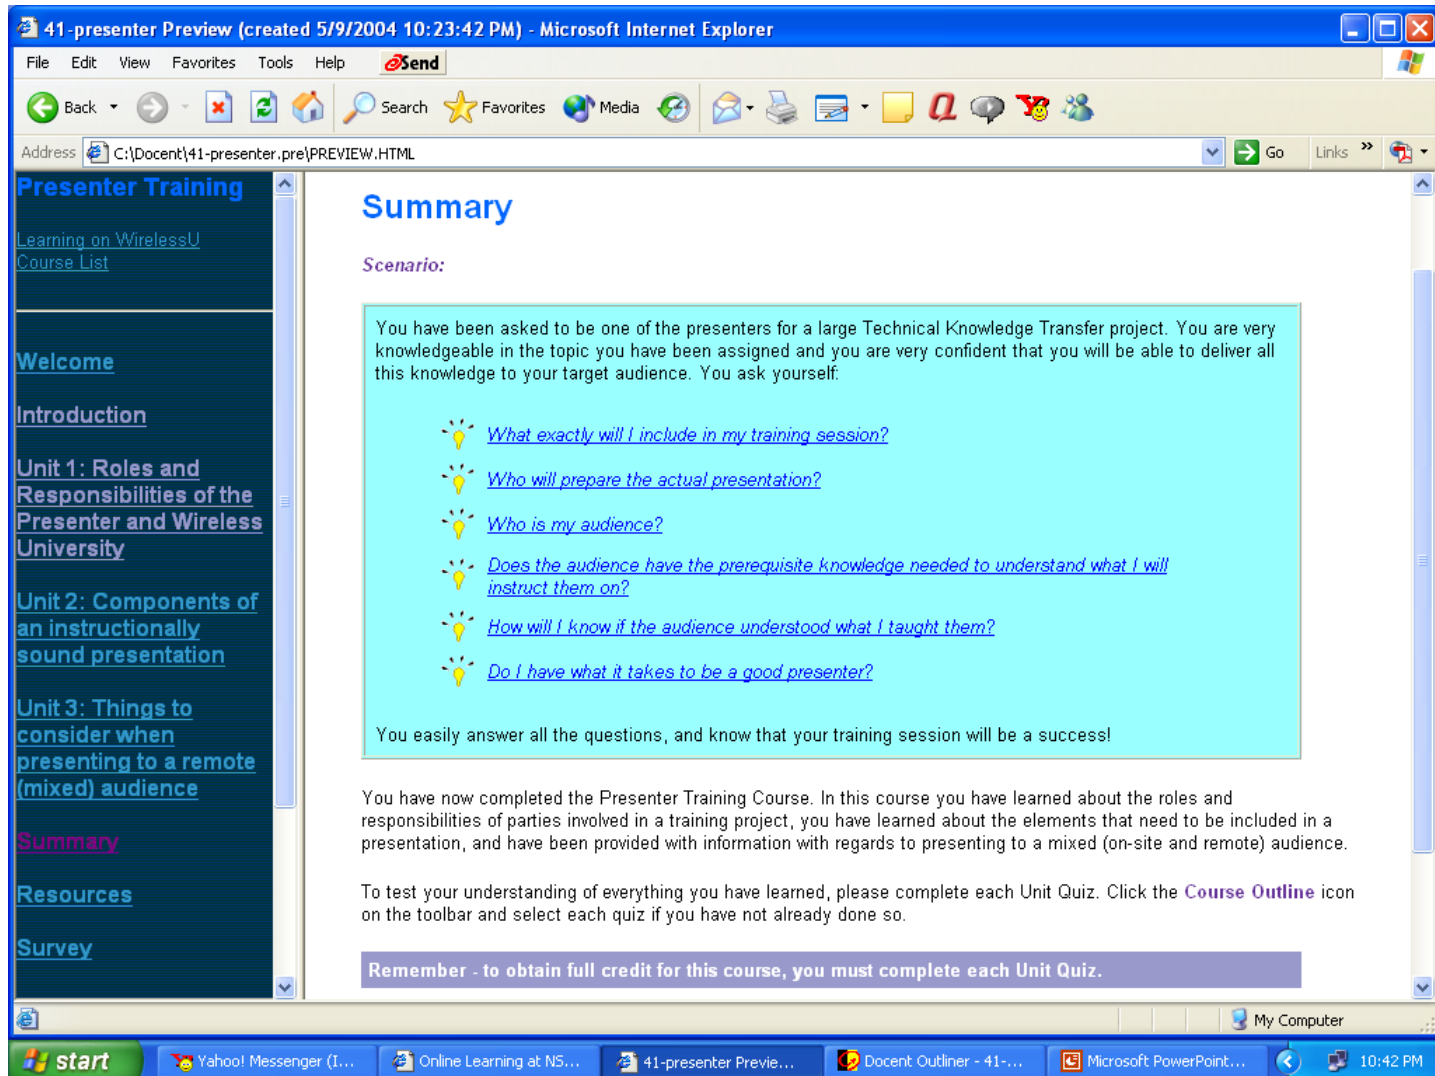 41-presenter Preview (created 5/9/2004 10:23:42 PM) - Microsoft Internet Explorer
File Edit View Favorites Tools Help eSend
Back Search Favorites Media
Address C:\Docent\41-presenter.pre\PREVIEW.HTML Go Links »
Presenter Training
Learning on WirelessU
Course List
Welcome
Introduction
Unit 1: Roles and
Responsibilities of the
Presenter and Wireless
University
Unit 2: Components of
an instructionally
sound presentation
Unit 3: Things to
consider when
presenting to a remote
(mixed) audience
Summary
Resources
Survey
Summary
Scenario:
You have been asked to be one of the presenters for a large Technical Knowledge Transfer project. You are very
knowledgeable in the topic you have been assigned and you are very confident that you will be able to deliver all
this knowledge to your target audience. You ask yourself:
What exactly will I include in my training session?
Who will prepare the actual presentation?
Who is my audience?
Does the audience have the prerequisite knowledge needed to understand what I will
instruct them on?
How will I know if the audience understood what I taught them?
Do I have what it takes to be a good presenter?
You easily answer all the questions, and know that your training session will be a success!
You have now completed the Presenter Training Course. In this course you have learned about the roles and
responsibilities of parties involved in a training project, you have learned about the elements that need to be included in a
presentation, and have been provided with information with regards to presenting to a mixed (on-site and remote) audience.
To test your understanding of everything you have learned, please complete each Unit Quiz. Click the Course Outline icon
on the toolbar and select each quiz if you have not already done so.
Remember - to obtain full credit for this course, you must complete each Unit Quiz.
My Computer
start Yahoo! Messenger (I... Online Learning at NS... 41-presenter Previe... Docent Outliner - 41-... Microsoft PowerPoint... 10:42 PM